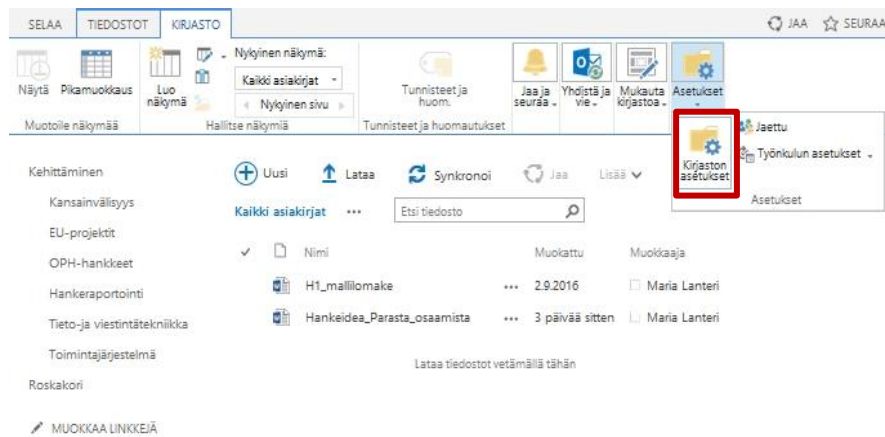 SELAA TIEDOSTOT KIRJASTO JAA SEURAA
Näytä Pikamuokkaus Luo näkymä Nykyinen näkymä: Tunnisteet ja huom. Jaa ja seuraa Yhdistä ja vie Mukauta kirjastoa Asetukset
Kaikki asiakirjat
Nykyinen sivu
Muotoile näkymää Hallitse näkymiä Tunnisteet ja huomautukset
Kirjaston asetukset
Jaettu
Työnkulun asetukset
Asetukset
Kehittäminen
Kansainvälisyys
EU-projektit
OPH-hankkeet
Hankeraportointi
Tieto-ja viestintätekniikka
Toimintajärjestelmä
Roskakori
MUOKKAA LINKKEJÄ
Uusi Lataa Synkronoi Jaa Lisää
Kaikki asiakirjat ... Etsi tiedosto
Nimi Muokattu Muokkaaja
H1_mallilomake ... 2.9.2016 Maria Lanteri
Hankeidea_Parasta_osaamista ... 3 päivää sitten Maria Lanteri
Lataa tiedostot vetämällä tähän